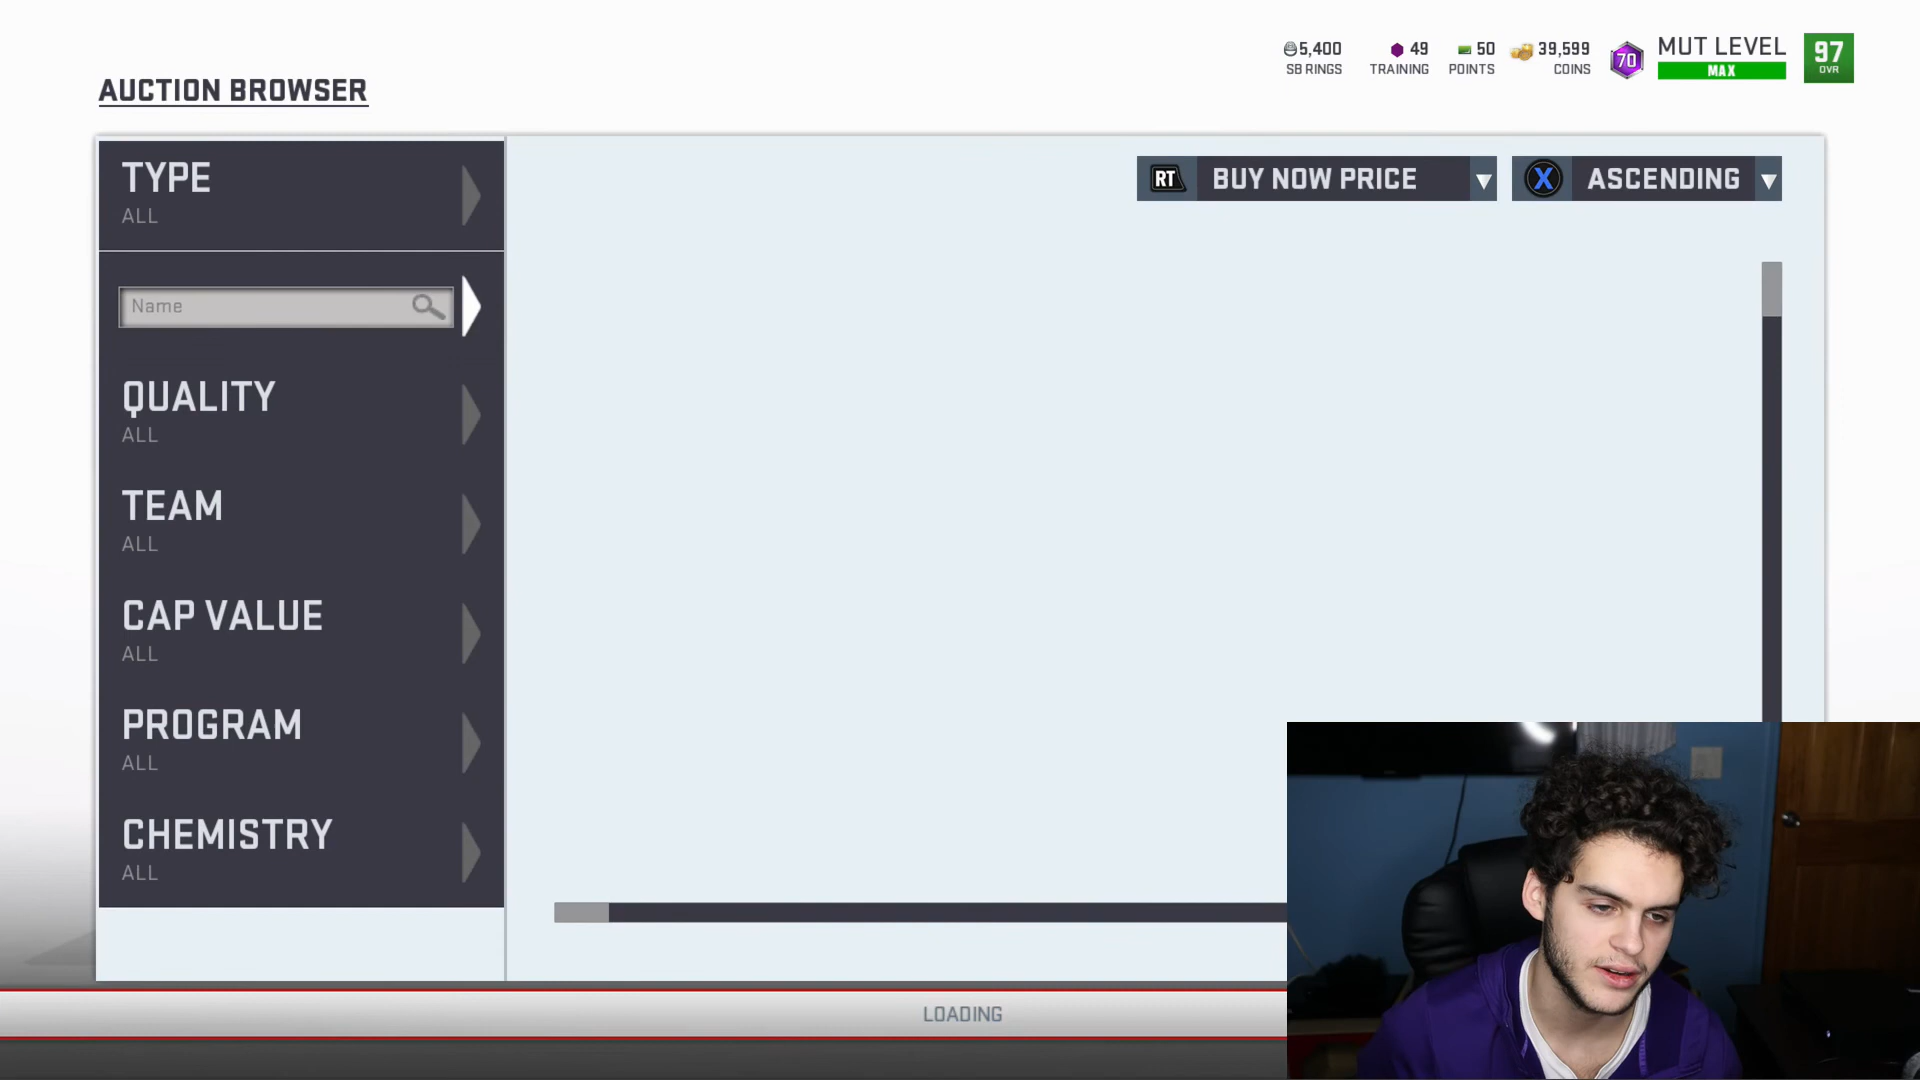 5,400
SB RINGS
49
TRAINING
50
POINTS
39,599
COINS
70
MUT LEVEL
MAX
97
OVR
AUCTION BROWSER
TYPE
ALL
RT
BUY NOW PRICE
X
ASCENDING
Name
QUALITY
ALL
TEAM
ALL
CAP VALUE
ALL
PROGRAM
ALL
CHEMISTRY
ALL
LOADING